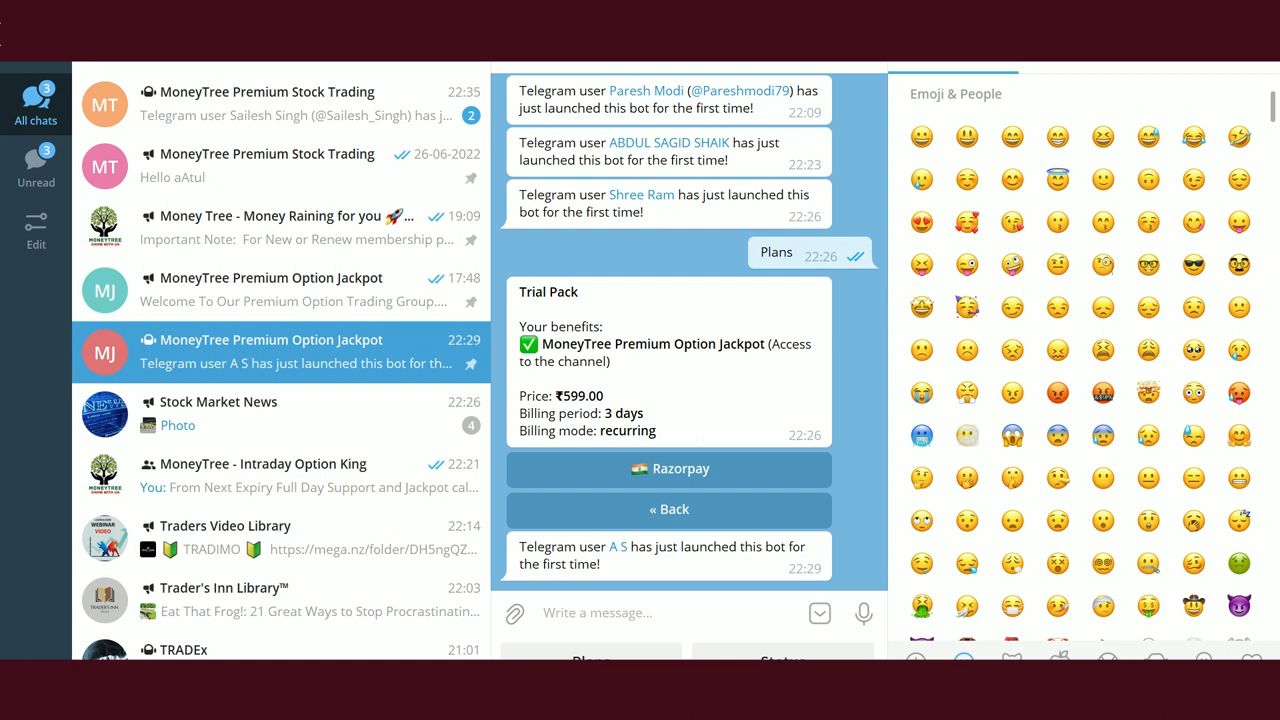 3
All chats
3
Unread
Edit
MT
MoneyTree Premium Stock Trading 22:35
Telegram user Sailesh Singh (@Sailesh_Singh) has j... 2
MT
MoneyTree Premium Stock Trading 26-06-2022
Hello aAtul
MONEYTREE
Money Tree - Money Raining for you 🚀... 19:09
Important Note: For New or Renew membership p...
MJ
MoneyTree Premium Option Jackpot 17:48
Welcome To Our Premium Option Trading Group....
MJ
MoneyTree Premium Option Jackpot 22:29
Telegram user A S has just launched this bot for th...
NEWS
Stock Market News 22:26
Photo 4
MONEYTREE
MoneyTree - Intraday Option King 22:21
You: From Next Expiry Full Day Support and Jackpot cal...
WEBINAR
VIDEO
Traders Video Library 22:14
🔰 TRADIMO 🔰 https://mega.nz/folder/DH5ngQZ...
TRADER'S INN
Trader's Inn Library™ 22:03
Eat That Frog!: 21 Great Ways to Stop Procrastinatin...
TRADEx 21:01
Telegram user Paresh Modi (@Pareshmodi79) has
just launched this bot for the first time! 22:09
Telegram user ABDUL SAGID SHAIK has just
launched this bot for the first time! 22:23
Telegram user Shree Ram has just launched this
bot for the first time! 22:26
Plans 22:26
Trial Pack
Your benefits:
✅ MoneyTree Premium Option Jackpot (Access
to the channel)
Price: ₹599.00
Billing period: 3 days
Billing mode: recurring 22:26
🇮🇳 Razorpay
« Back
Telegram user A S has just launched this bot for
the first time! 22:29
Write a message...
Plans Status
Emoji & People